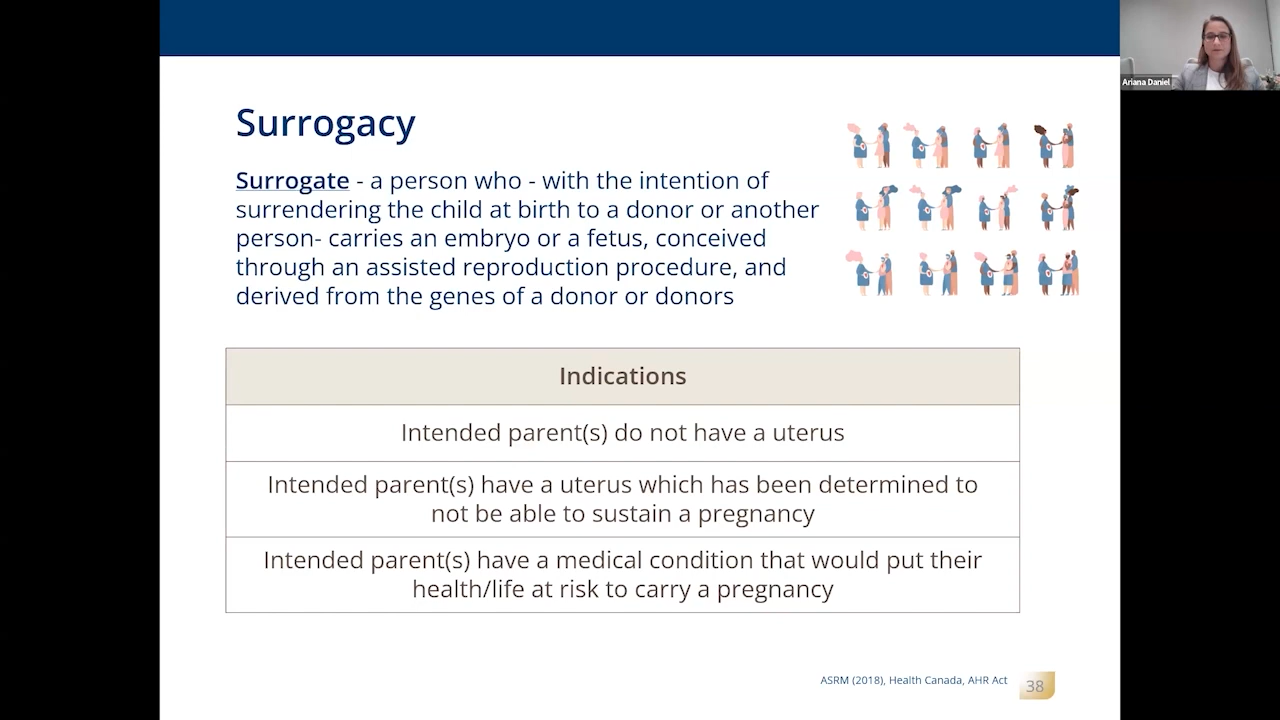 Surrogacy
Surrogate - a person who - with the intention of
surrendering the child at birth to a donor or another
person- carries an embryo or a fetus, conceived
through an assisted reproduction procedure, and
derived from the genes of a donor or donors
Indications
Intended parent(s) do not have a uterus
Intended parent(s) have a uterus which has been determined to
not be able to sustain a pregnancy
Intended parent(s) have a medical condition that would put their
health/life at risk to carry a pregnancy
ASRM (2018), Health Canada, AHR Act
38
Ariana Daniel